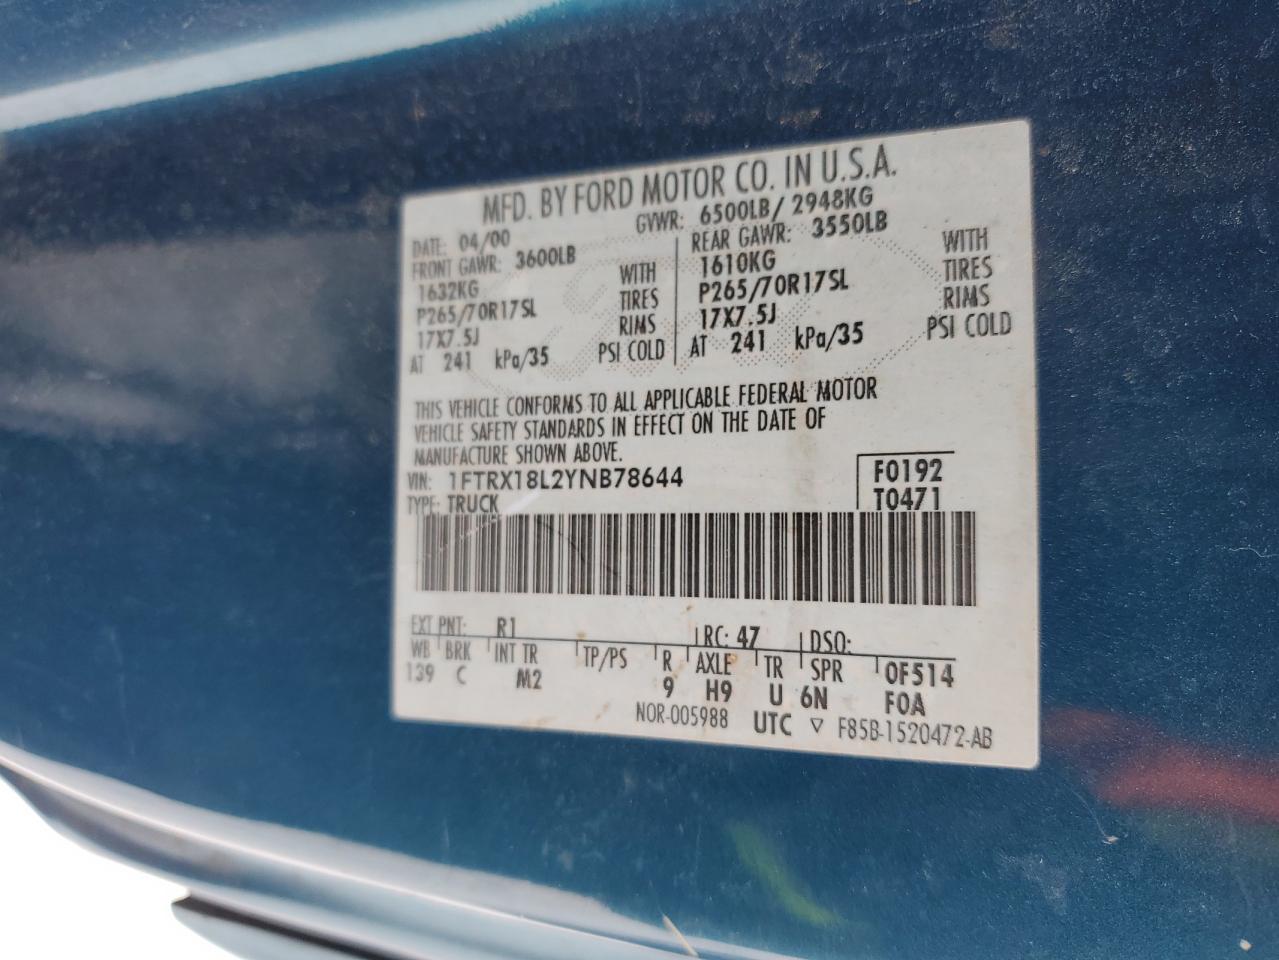 MFD. BY FORD MOTOR CO. IN U.S.A.
DATE: 04/00 GVWR: 6500LB/ 2948KG
FRONT GAWR: 3600LB REAR GAWR: 3550LB
1632KG WITH 1610KG WITH
P265/70R17SL TIRES P265/70R17SL TIRES
17X7.5J RIMS 17X7.5J RIMS
AT 241 kPa/35 PSI COLD AT 241 kPa/35 PSI COLD
THIS VEHICLE CONFORMS TO ALL APPLICABLE FEDERAL MOTOR
VEHICLE SAFETY STANDARDS IN EFFECT ON THE DATE OF
MANUFACTURE SHOWN ABOVE.
VIN: 1FTRX18L2YNB78644 F0192
TYPE: TRUCK T0471
EXT PNT: R1 RC: 47 DSO:
WB BRK INT TR TP/PS R AXLE TR SPR 0F514
139 C M2 9 H9 U 6N F0A
NOR-005988 UTC ▽ F85B-1520472-AB